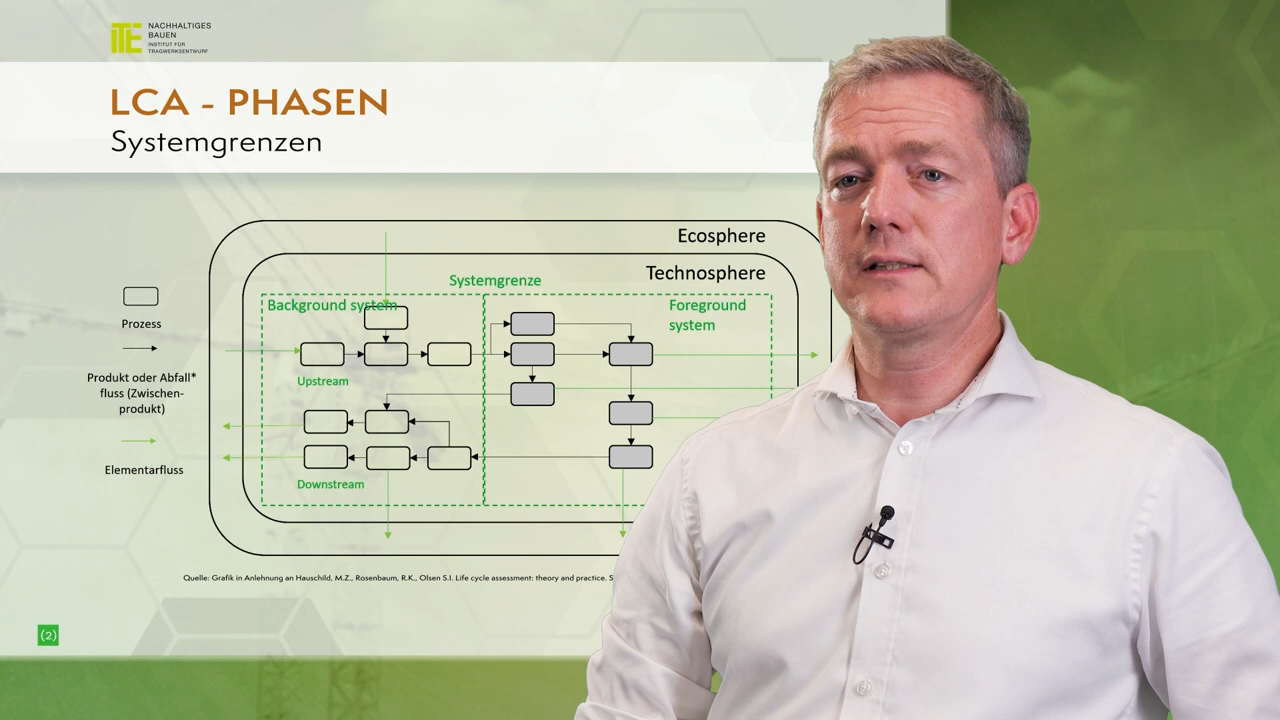 NACHHALTIGES
BAUEN
INSTITUT FÜR
TRAGWERKSENTWURF
LCA - PHASEN
Systemgrenzen
Ecosphere
Technosphere
Systemgrenze
Background system
Foreground
system
Prozess
Produkt oder Abfall*
fluss (Zwischen-
produkt)
Elementarfluss
Upstream
Downstream
Quelle: Grafik in Anlehnung an Hauschild, M.Z., Rosenbaum, R.K., Olsen S.I. Life cycle assessment: theory and practice.
(2)